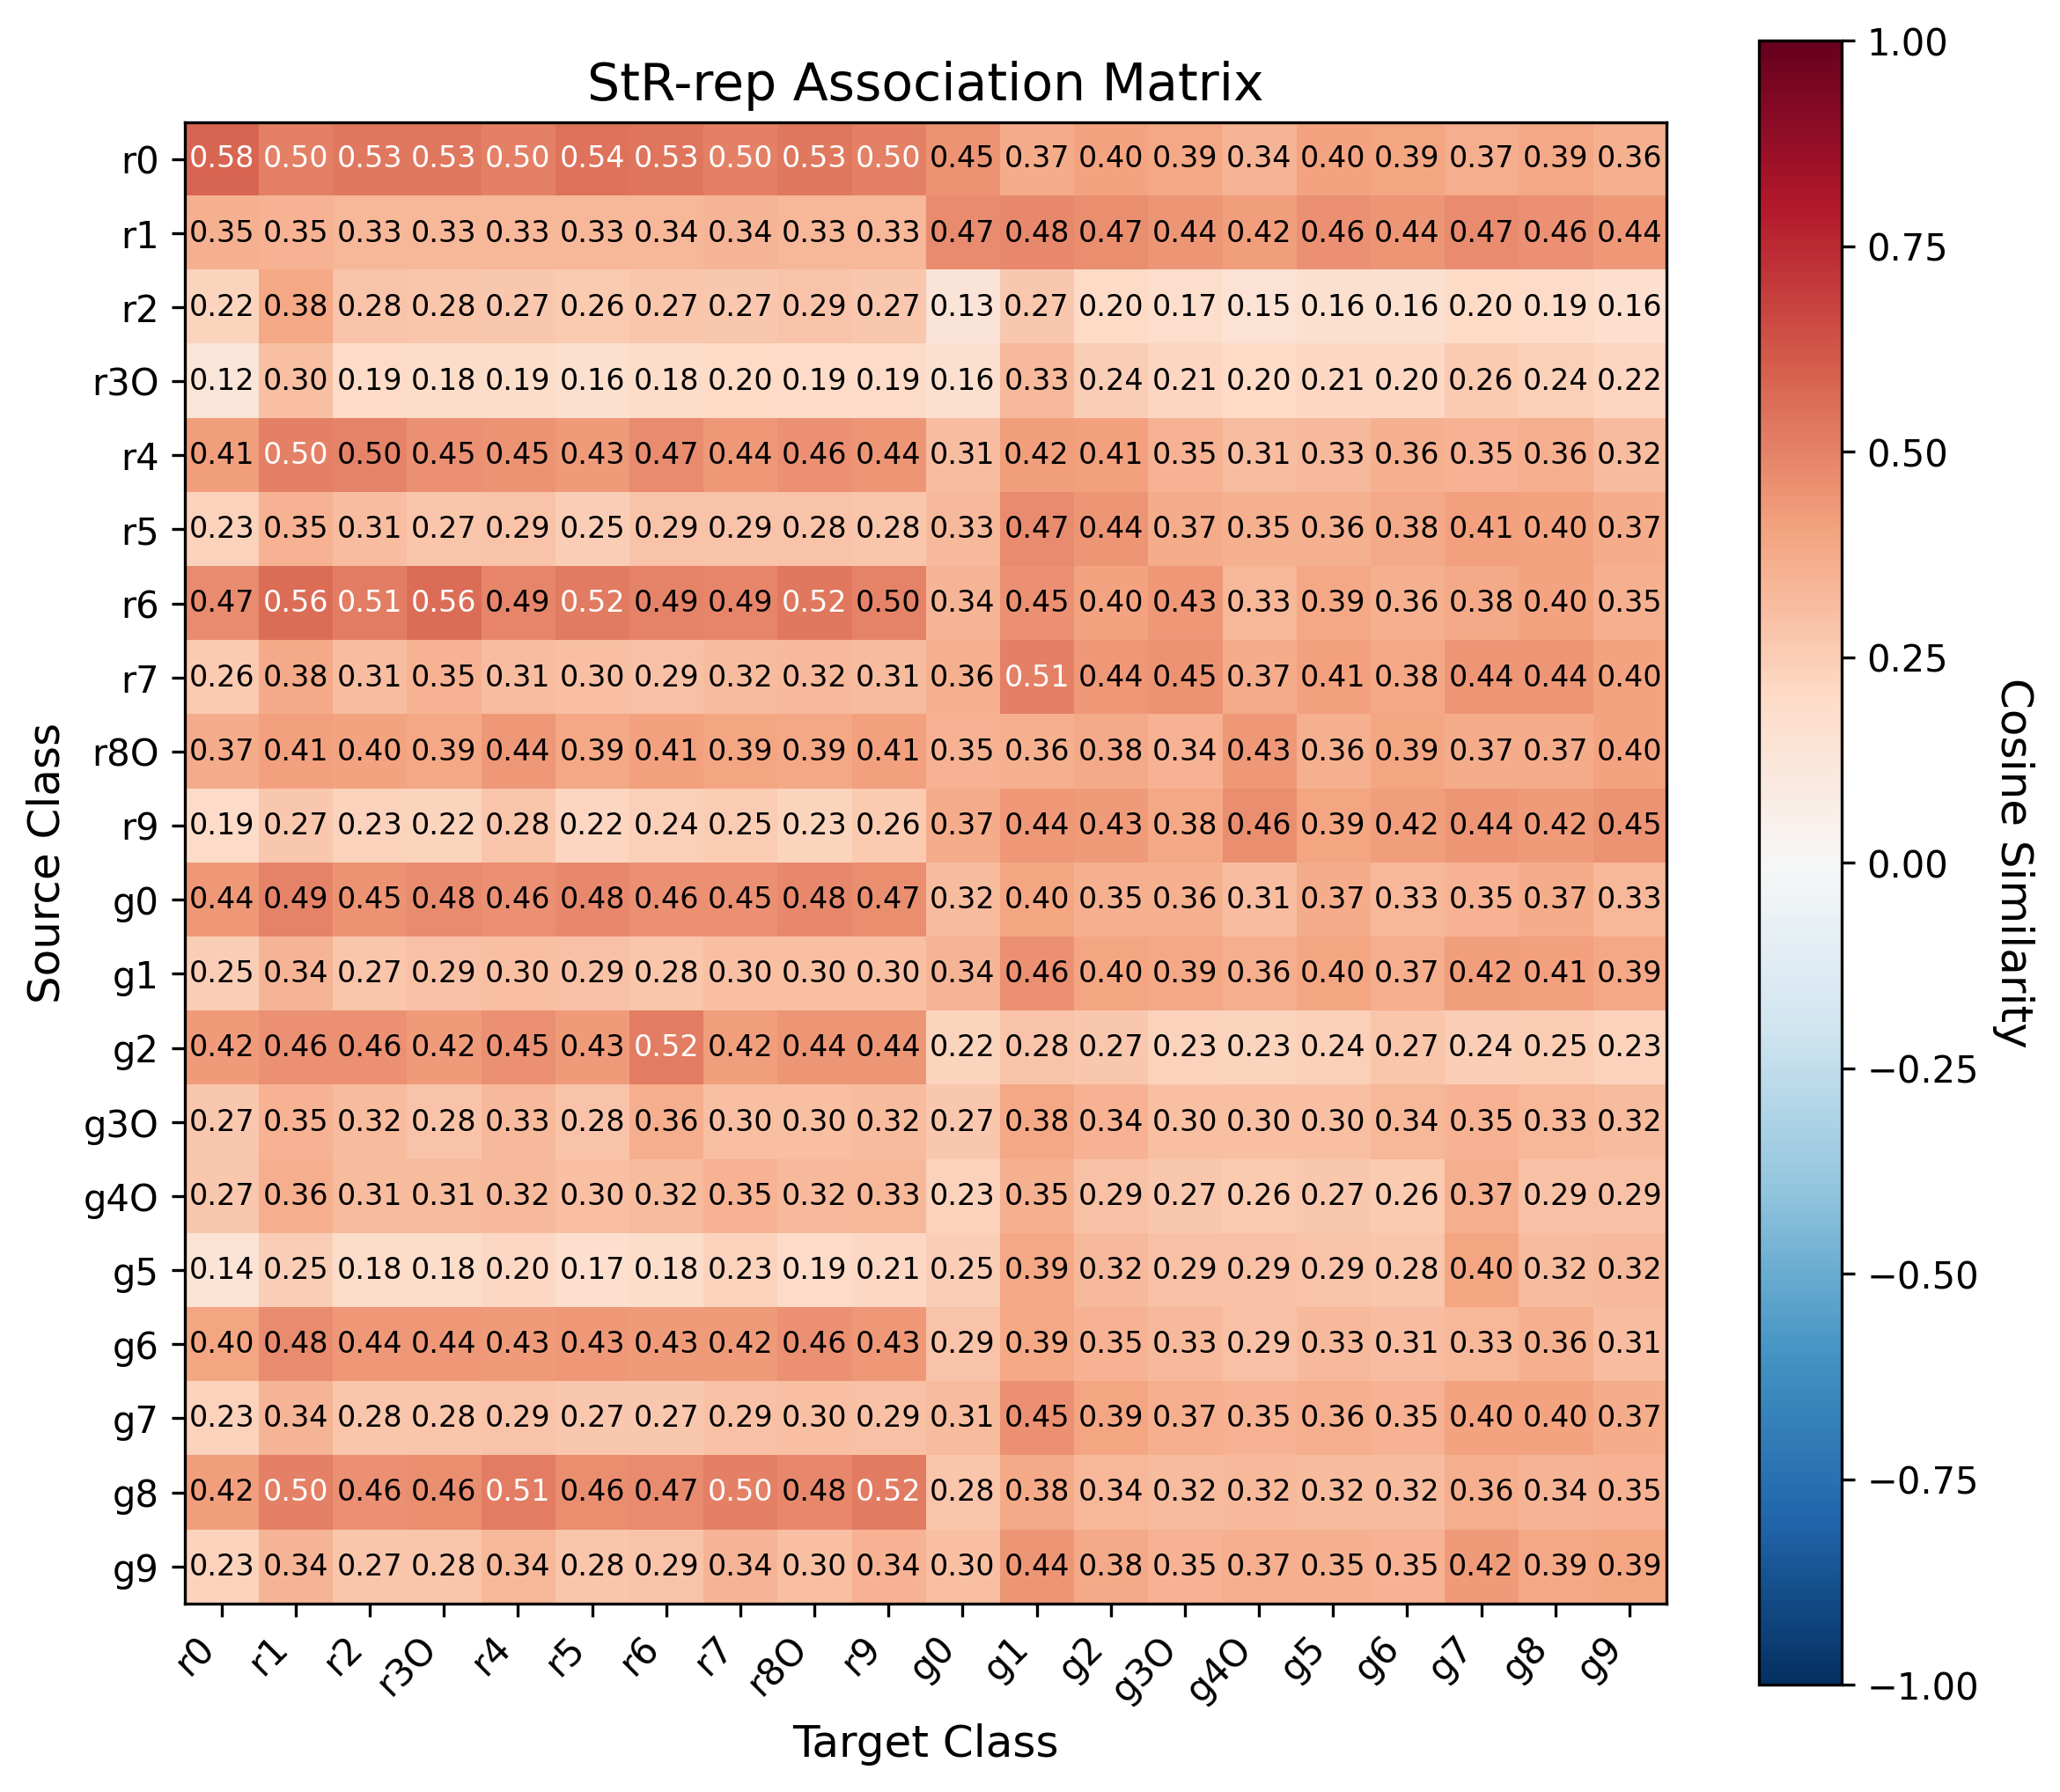 StR-rep Association Matrix
r0 0.58 0.50 0.53 0.53 0.50 0.54 0.53 0.50 0.53 0.50 0.45 0.37 0.40 0.39 0.34 0.40 0.39 0.37 0.39 0.36
r1 0.35 0.35 0.33 0.33 0.33 0.33 0.34 0.34 0.33 0.33 0.47 0.48 0.47 0.44 0.42 0.46 0.44 0.47 0.46 0.44
r2 0.22 0.38 0.28 0.28 0.27 0.26 0.27 0.27 0.29 0.27 0.13 0.27 0.20 0.17 0.15 0.16 0.16 0.20 0.19 0.16
r3O 0.12 0.30 0.19 0.18 0.19 0.16 0.18 0.20 0.19 0.19 0.16 0.33 0.24 0.21 0.20 0.21 0.20 0.26 0.24 0.22
r4 0.41 0.50 0.50 0.45 0.45 0.43 0.47 0.44 0.46 0.44 0.31 0.42 0.41 0.35 0.31 0.33 0.36 0.35 0.36 0.32
r5 0.23 0.35 0.31 0.27 0.29 0.25 0.29 0.29 0.28 0.28 0.33 0.47 0.44 0.37 0.35 0.36 0.38 0.41 0.40 0.37
r6 0.47 0.56 0.51 0.56 0.49 0.52 0.49 0.49 0.52 0.50 0.34 0.45 0.40 0.43 0.33 0.39 0.36 0.38 0.40 0.35
r7 0.26 0.38 0.31 0.35 0.31 0.30 0.29 0.32 0.32 0.31 0.36 0.51 0.44 0.45 0.37 0.41 0.38 0.44 0.44 0.40
r8O 0.37 0.41 0.40 0.39 0.44 0.39 0.41 0.39 0.39 0.41 0.35 0.36 0.38 0.34 0.43 0.36 0.39 0.37 0.37 0.40
r9 0.19 0.27 0.23 0.22 0.28 0.22 0.24 0.25 0.23 0.26 0.37 0.44 0.43 0.38 0.46 0.39 0.42 0.44 0.42 0.45
g0 0.44 0.49 0.45 0.48 0.46 0.48 0.46 0.45 0.48 0.47 0.32 0.40 0.35 0.36 0.31 0.37 0.33 0.35 0.37 0.33
g1 0.25 0.34 0.27 0.29 0.30 0.29 0.28 0.30 0.30 0.30 0.34 0.46 0.40 0.39 0.36 0.40 0.37 0.42 0.41 0.39
g2 0.42 0.46 0.46 0.42 0.45 0.43 0.52 0.42 0.44 0.44 0.22 0.28 0.27 0.23 0.23 0.24 0.27 0.24 0.25 0.23
g3O 0.27 0.35 0.32 0.28 0.33 0.28 0.36 0.30 0.30 0.32 0.27 0.38 0.34 0.30 0.30 0.30 0.34 0.35 0.33 0.32
g4O 0.27 0.36 0.31 0.31 0.32 0.30 0.32 0.35 0.32 0.33 0.23 0.35 0.29 0.27 0.26 0.27 0.26 0.37 0.29 0.29
g5 0.14 0.25 0.18 0.18 0.20 0.17 0.18 0.23 0.19 0.21 0.25 0.39 0.32 0.29 0.29 0.29 0.28 0.40 0.32 0.32
g6 0.40 0.48 0.44 0.44 0.43 0.43 0.43 0.42 0.46 0.43 0.29 0.39 0.35 0.33 0.29 0.33 0.31 0.33 0.36 0.31
g7 0.23 0.34 0.28 0.28 0.29 0.27 0.27 0.29 0.30 0.29 0.31 0.45 0.39 0.37 0.35 0.36 0.35 0.40 0.40 0.37
g8 0.42 0.50 0.46 0.46 0.51 0.46 0.47 0.50 0.48 0.52 0.28 0.38 0.34 0.32 0.32 0.32 0.32 0.36 0.34 0.35
g9 0.23 0.34 0.27 0.28 0.34 0.28 0.29 0.34 0.30 0.34 0.30 0.44 0.38 0.35 0.37 0.35 0.35 0.42 0.39 0.39
r0 r1 r2 r3O r4 r5 r6 r7 r8O r9 g0 g1 g2 g3O g4O g5 g6 g7 g8 g9
Target Class
Source Class
1.00
0.75
0.50
0.25
0.00
−0.25
−0.50
−0.75
−1.00
Cosine Similarity